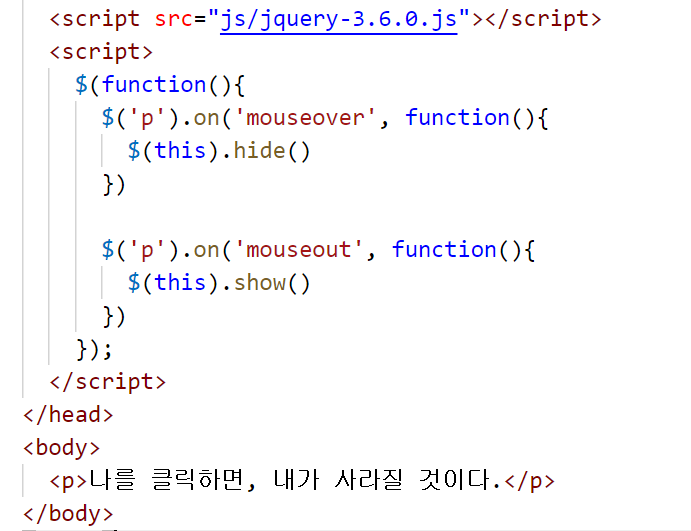 <script src="js/jquery-3.6.0.js"></script>
<script>
$(function(){
$('p').on('mouseover', function(){
$(this).hide()
})
$('p').on('mouseout', function(){
$(this).show()
})
});
</script>
</head>
<body>
<p>나를 클릭하면, 내가 사라질 것이다.</p>
</body>